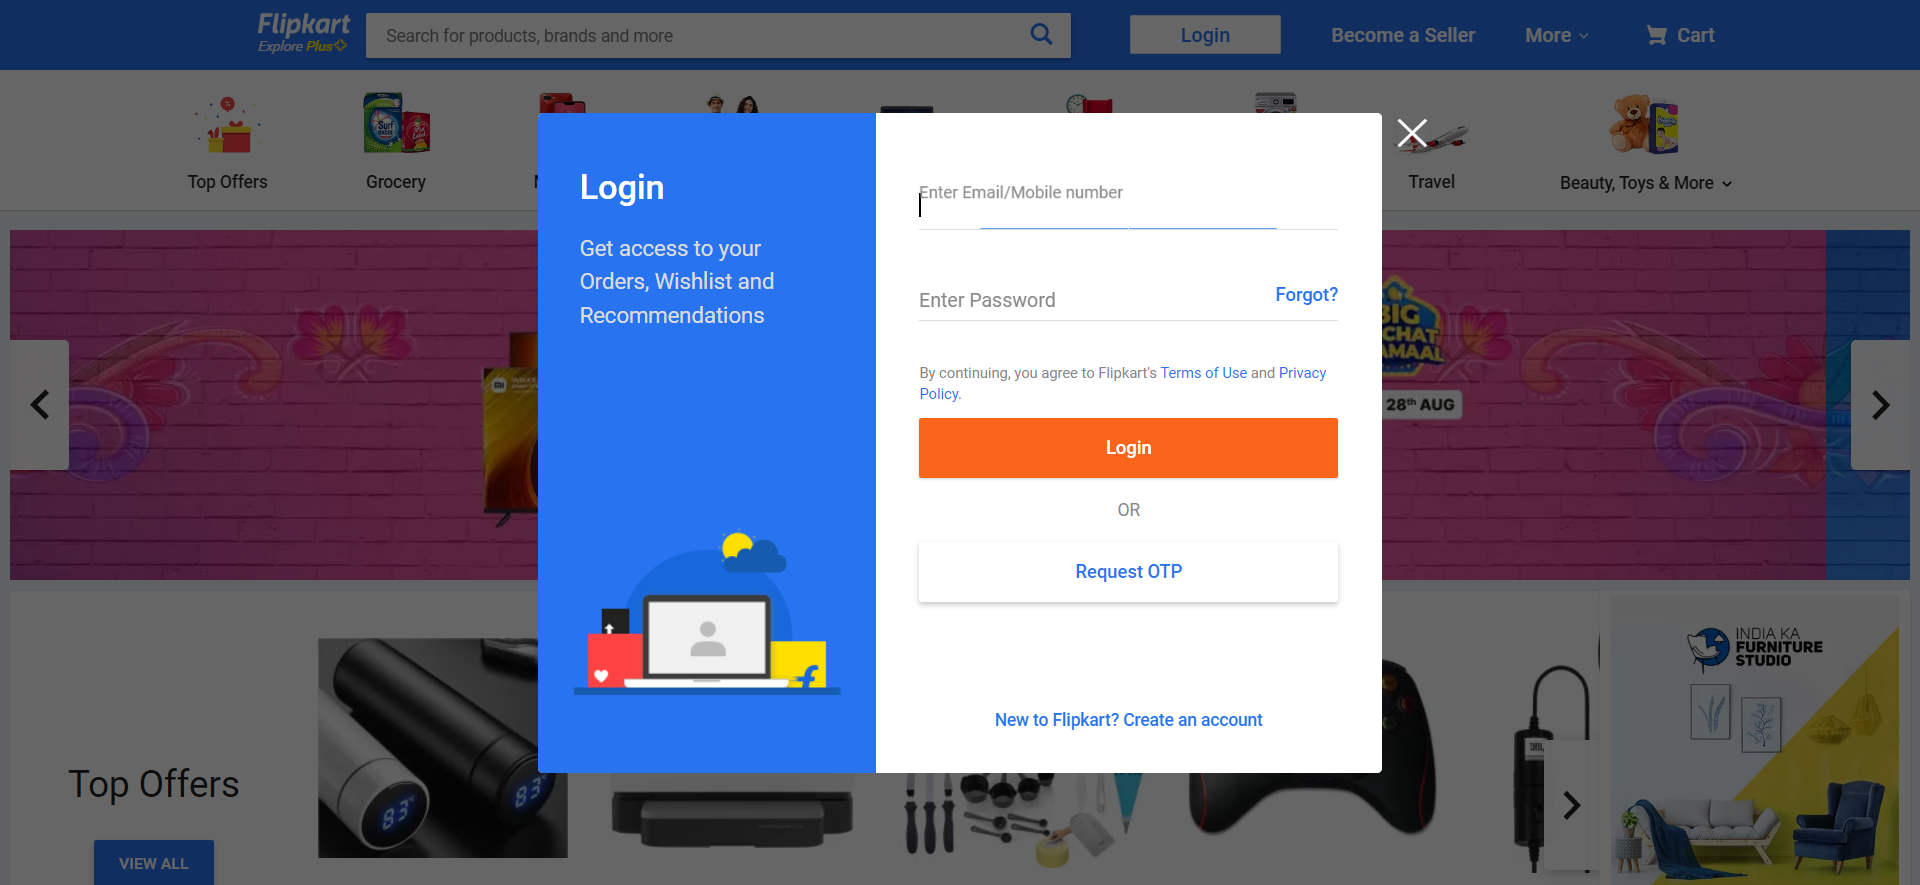 Flipkart
Explore Plus
Search for products, brands and more
Login
Become a Seller
More
Cart
Top Offers
Grocery
Travel
Beauty, Toys & More
Login
Get access to your
Orders, Wishlist and
Recommendations
Enter Email/Mobile number
Enter Password
Forgot?
By continuing, you agree to Flipkart's Terms of Use and Privacy
Policy.
Login
OR
Request OTP
New to Flipkart? Create an account
BIG
28th AUG
Top Offers
VIEW ALL
83
83
JBL
INDIA KA
FURNITURE
STUDIO